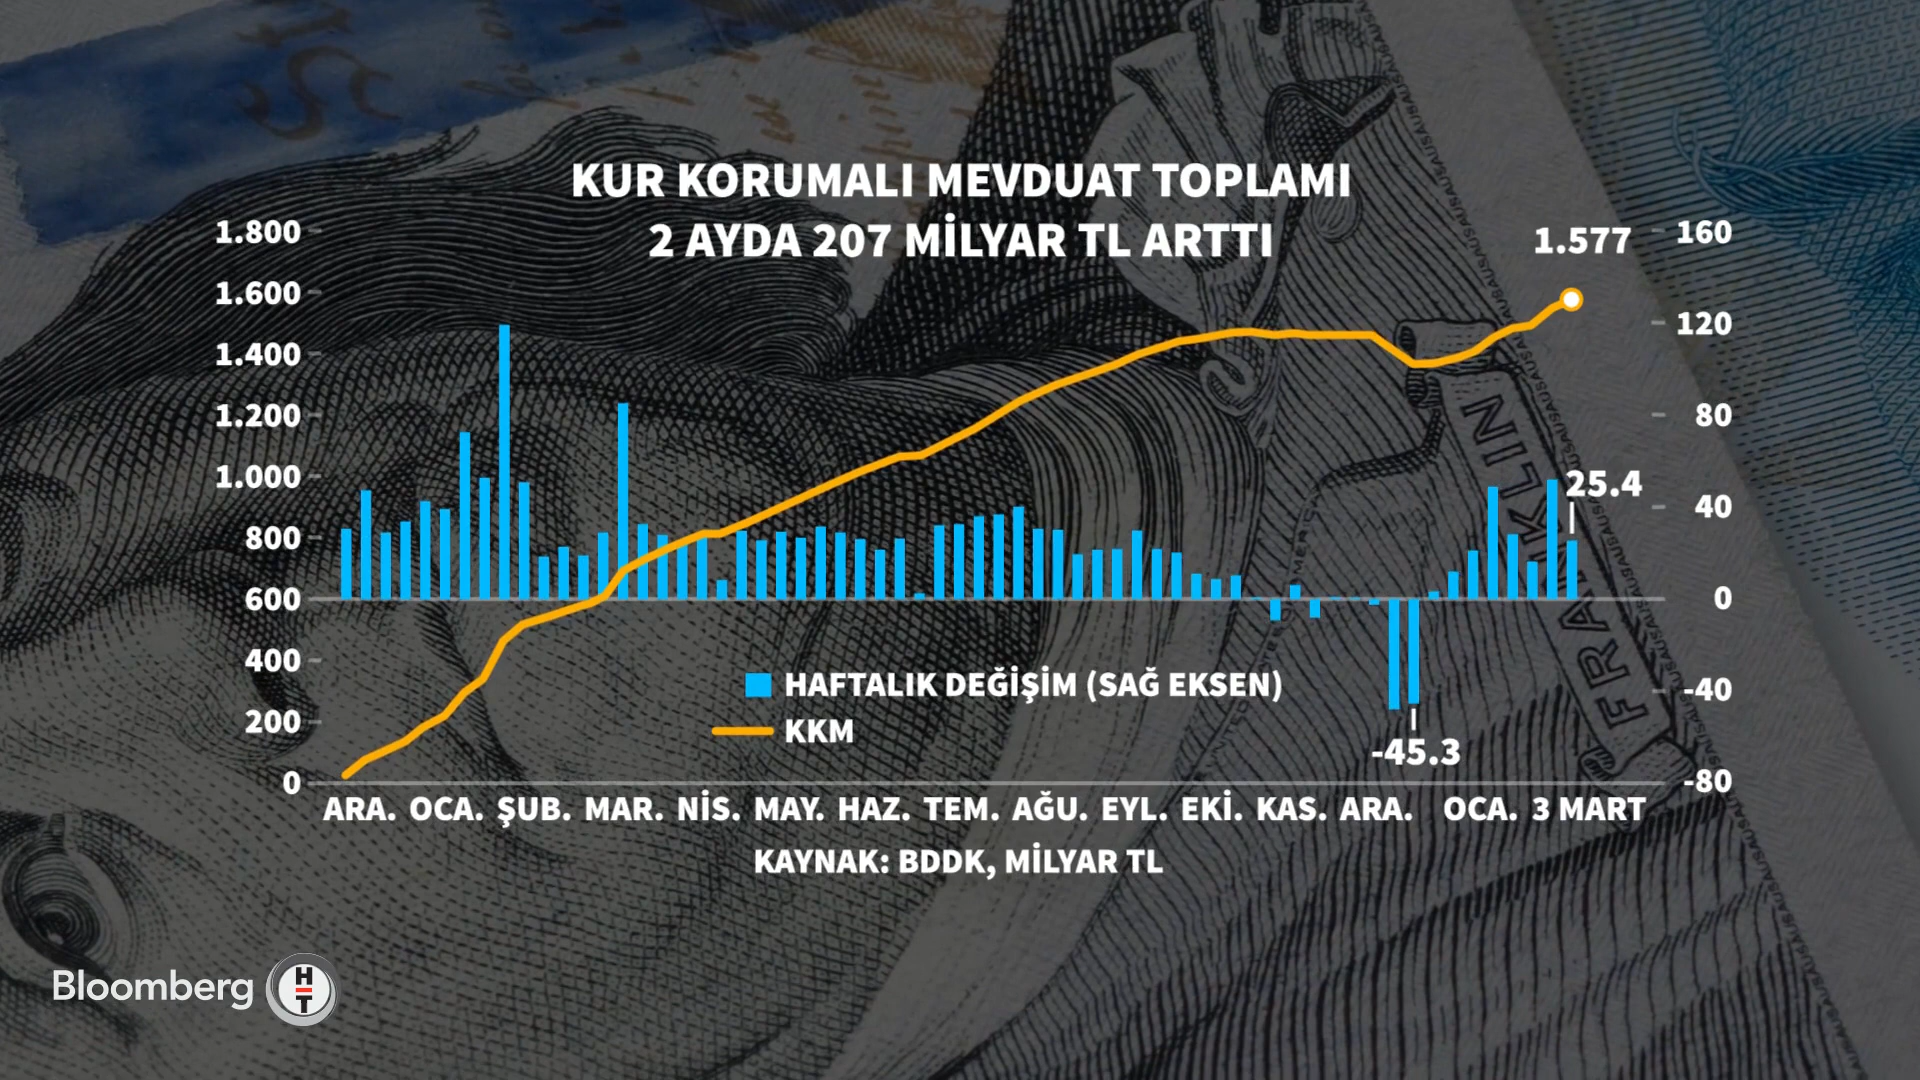 KUR KORUMALI MEVDUAT TOPLAMI
2 AYDA 207 MİLYAR TL ARTTI
1.800
1.600
1.400
1.200
1.000
800
600
400
200
0
160
120
80
40
0
-40
-80
1.577
25.4
-45.3
HAFTALIK DEĞİŞİM (SAĞ EKSEN)
KKM
ARA. OCA. ŞUB. MAR. NİS. MAY. HAZ. TEM. AĞU. EYL. EKİ. KAS. ARA. OCA. 3 MART
KAYNAK: BDDK, MİLYAR TL
FRANKLIN
Bloomberg HT